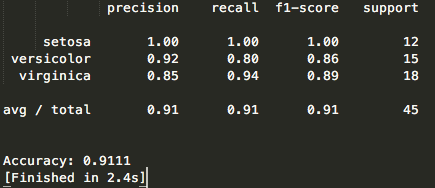 precision recall f1-score support
setosa 1.00 1.00 1.00 12
versicolor 0.92 0.80 0.86 15
virginica 0.85 0.94 0.89 18
avg / total 0.91 0.91 0.91 45
Accuracy: 0.9111
[Finished in 2.4s]